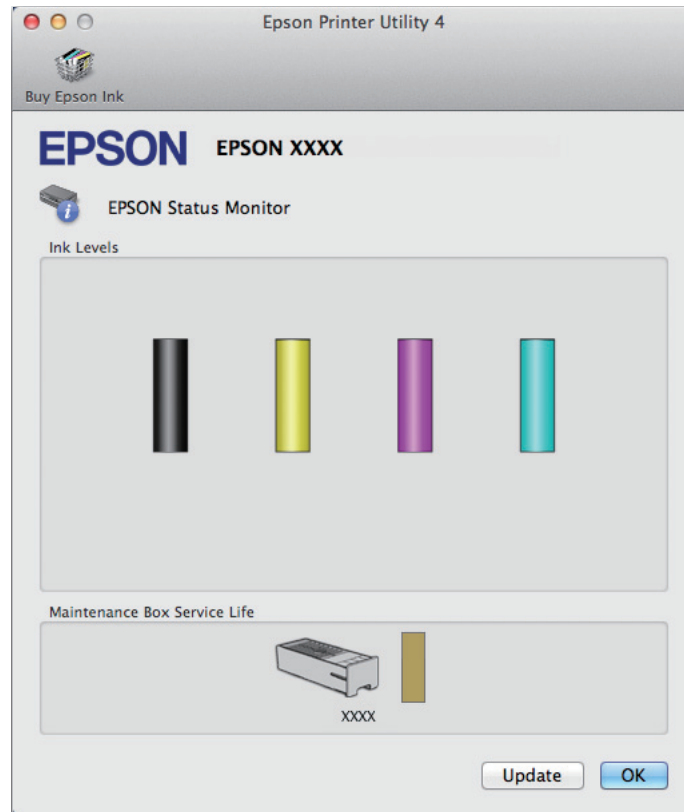 Epson Printer Utility 4
Buy Epson Ink
EPSON EPSON XXXX
EPSON Status Monitor
Ink Levels
Maintenance Box Service Life
XXXX
Update OK